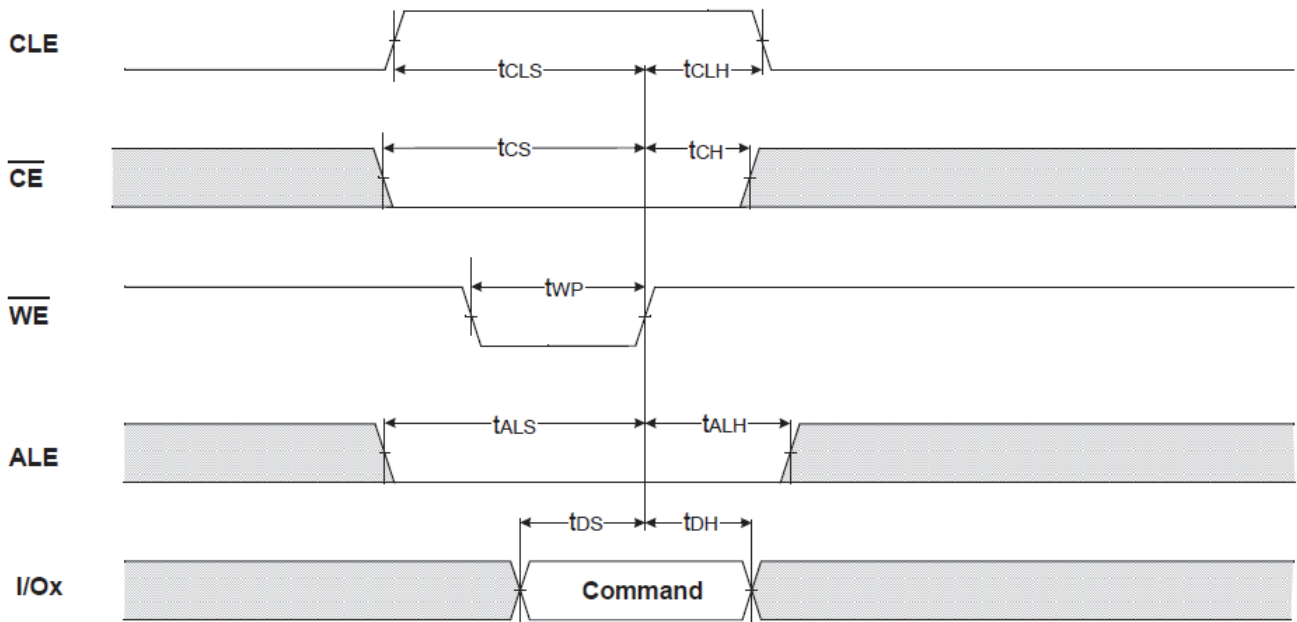 CLE
tCLS
tCLH
CE
tCS
tCH
WE
tWP
ALE
tALS
tALH
I/Ox
tDS
tDH
Command